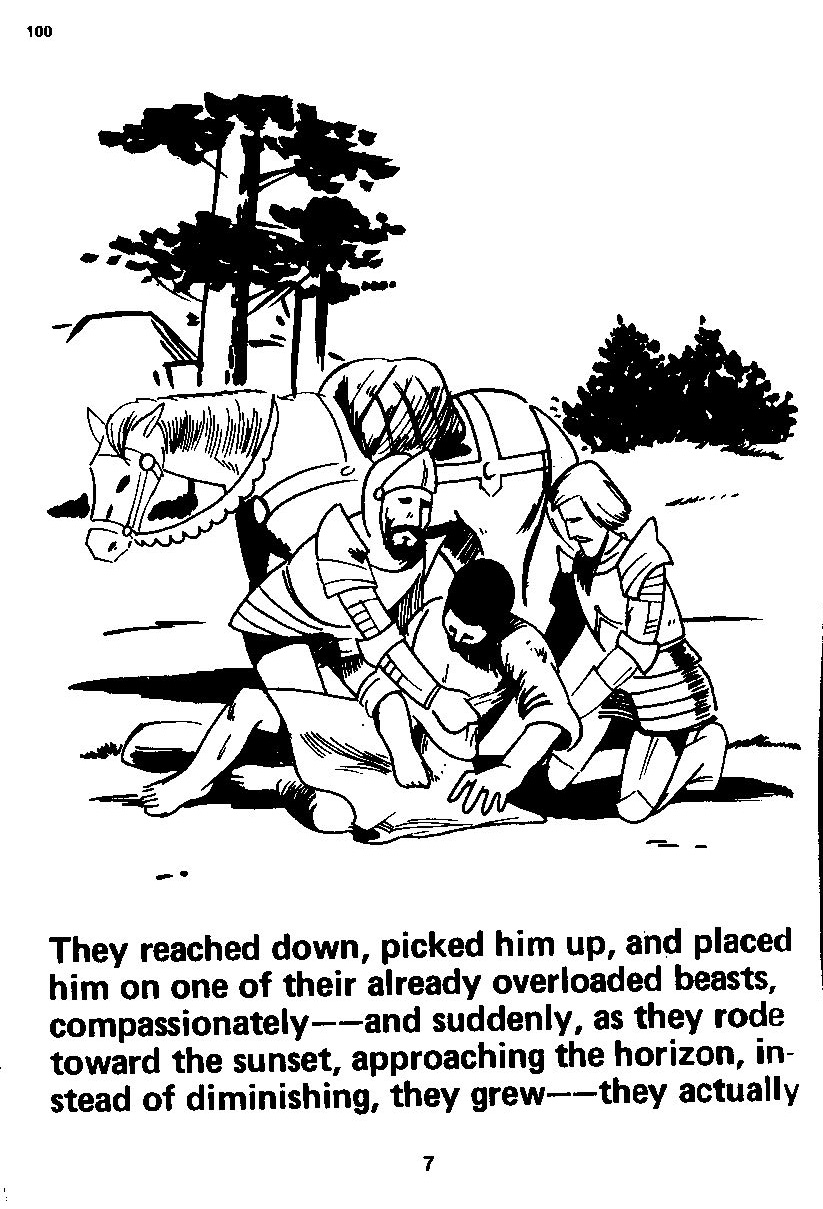 100
They reached down, picked him up, and placed
him on one of their already overloaded beasts,
compassionately——and suddenly, as they rode
toward the sunset, approaching the horizon, in-
stead of diminishing, they grew——they actually
7